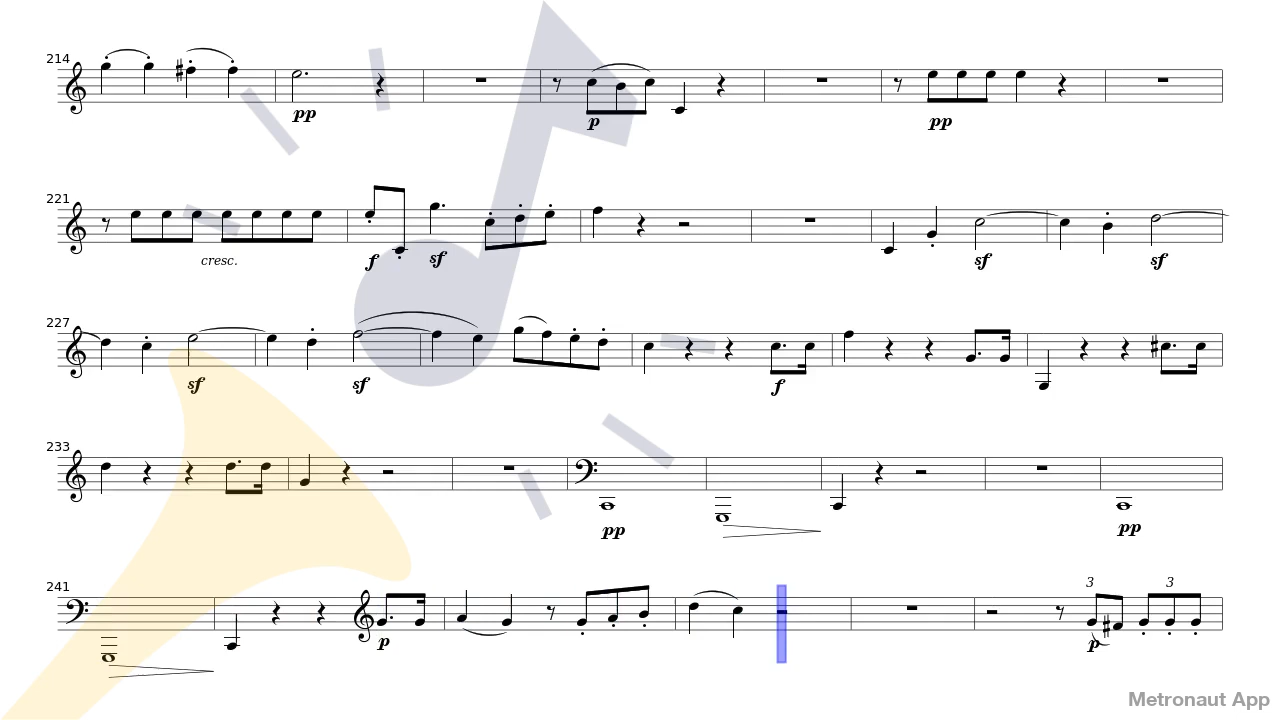 214
pp
p
pp
221
cresc.
f
sf
sf
sf
227
sf
sf
f
233
pp
pp
241
p
3
3
p
Metronaut App